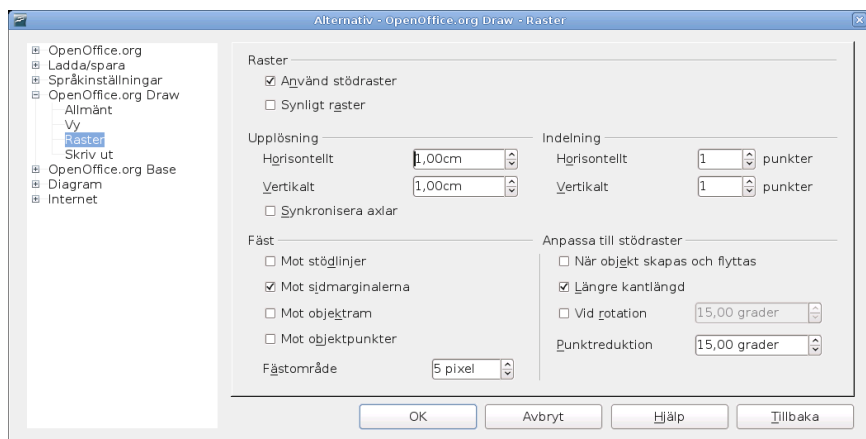 Alternativ - OpenOffice.org Draw - Raster
OpenOffice.org
Ladda/spara
Språkinställningar
OpenOffice.org Draw
Allmänt
Vy
Raster
Skriv ut
OpenOffice.org Base
Diagram
Internet
Raster
Använd stödraster
Synligt raster
Upplösning
Horisontellt 1,00cm
Vertikalt 1,00cm
Synkronisera axlar
Indelning
Horisontellt 1 punkter
Vertikalt 1 punkter
Fäst
Mot stödlinjer
Mot sidmarginalerna
Mot objektram
Mot objektpunkter
Fästområde 5 pixel
Anpassa till stödraster
När objekt skapas och flyttas
Längre kantlängd
Vid rotation 15,00 grader
Punktreduktion 15,00 grader
OK Avbryt Hjälp Tillbaka